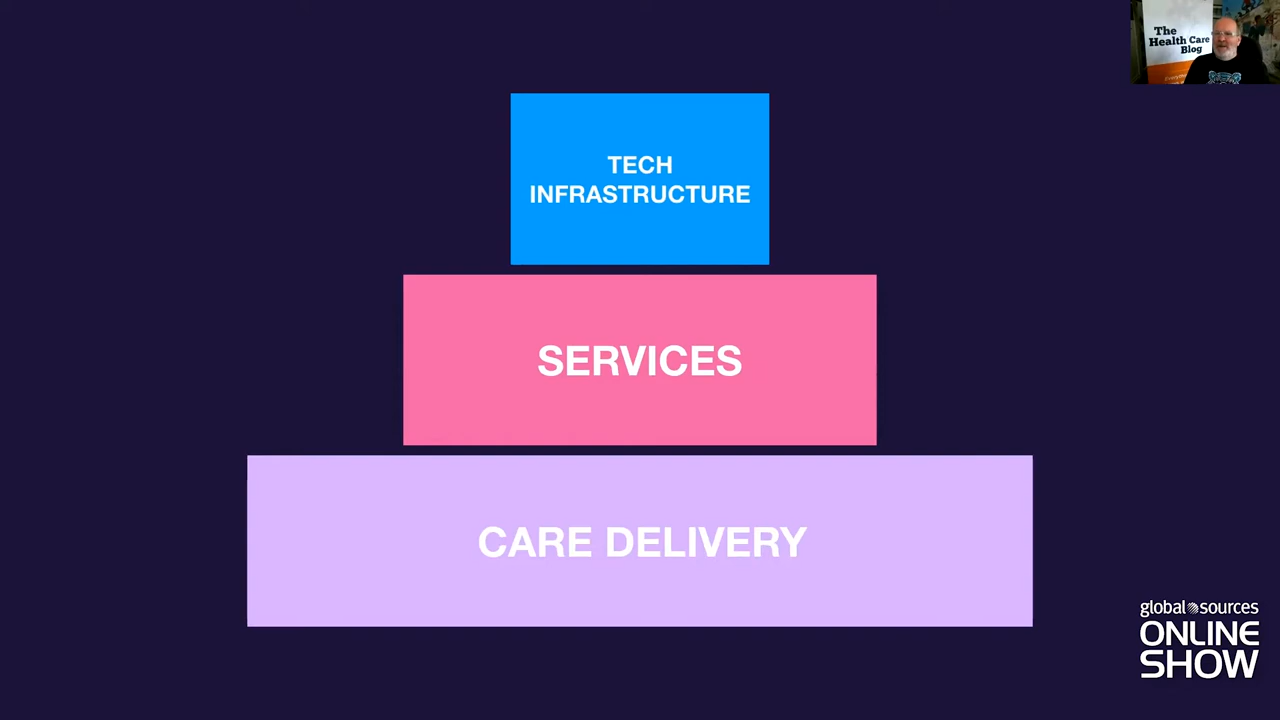 The
Health Care
Blog
TECH
INFRASTRUCTURE
SERVICES
CARE DELIVERY
global sources
ONLINE
SHOW